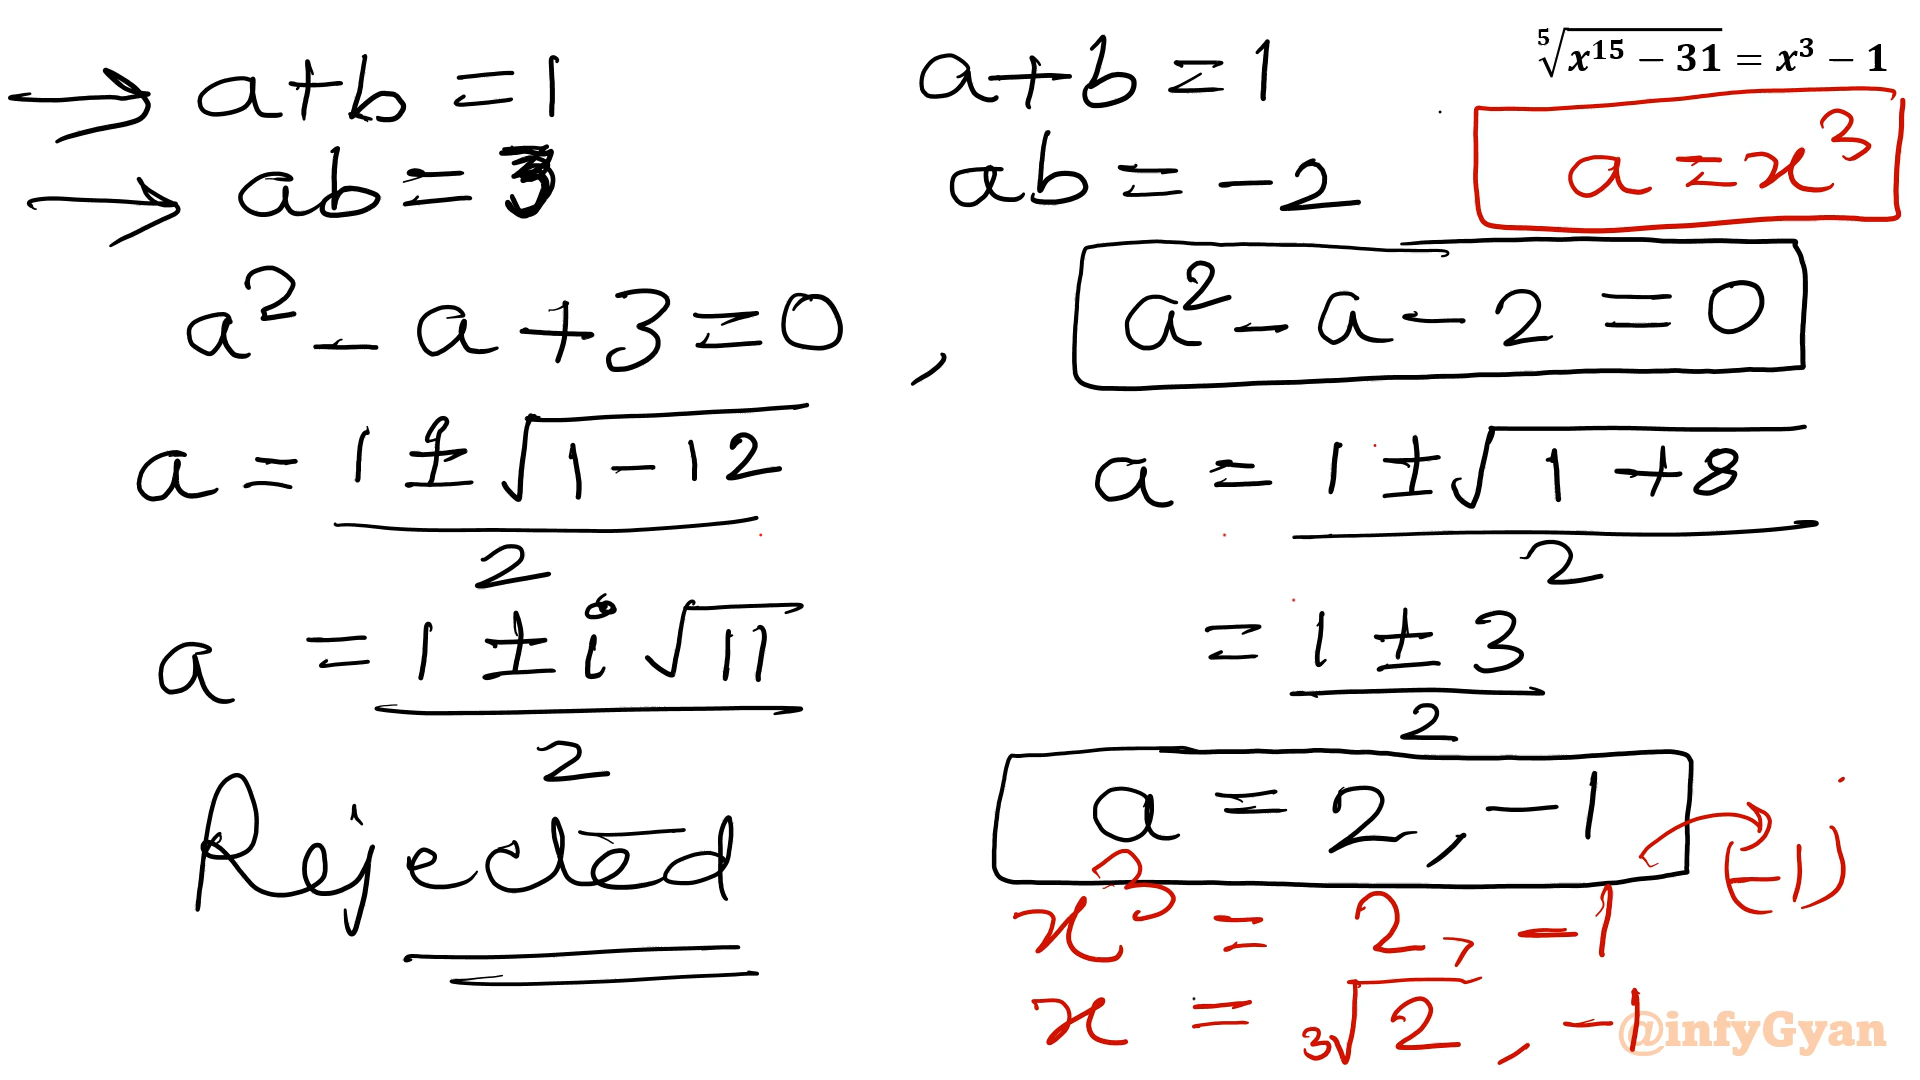 ⁵√(x¹⁵ − 31) = x³ − 1
a = x³
→ a+b = 1
→ ab = 3
a² − a + 3 = 0 ,
a = (1 ± √(1 − 12))/2
a = (1 ± i√11)/2
Rejected
a+b = 1
ab = −2
a² − a − 2 = 0
a = (1 ± √(1 + 8))/2
= (1 ± 3)/2
a = 2, −1
(−1)
x³ = 2, −1
x = ³√2, −1
@infyGyan